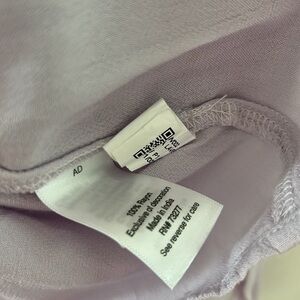 AD
100% Rayon
Exclusive of decoration
Made in India
RN# 73277
See reverse for care